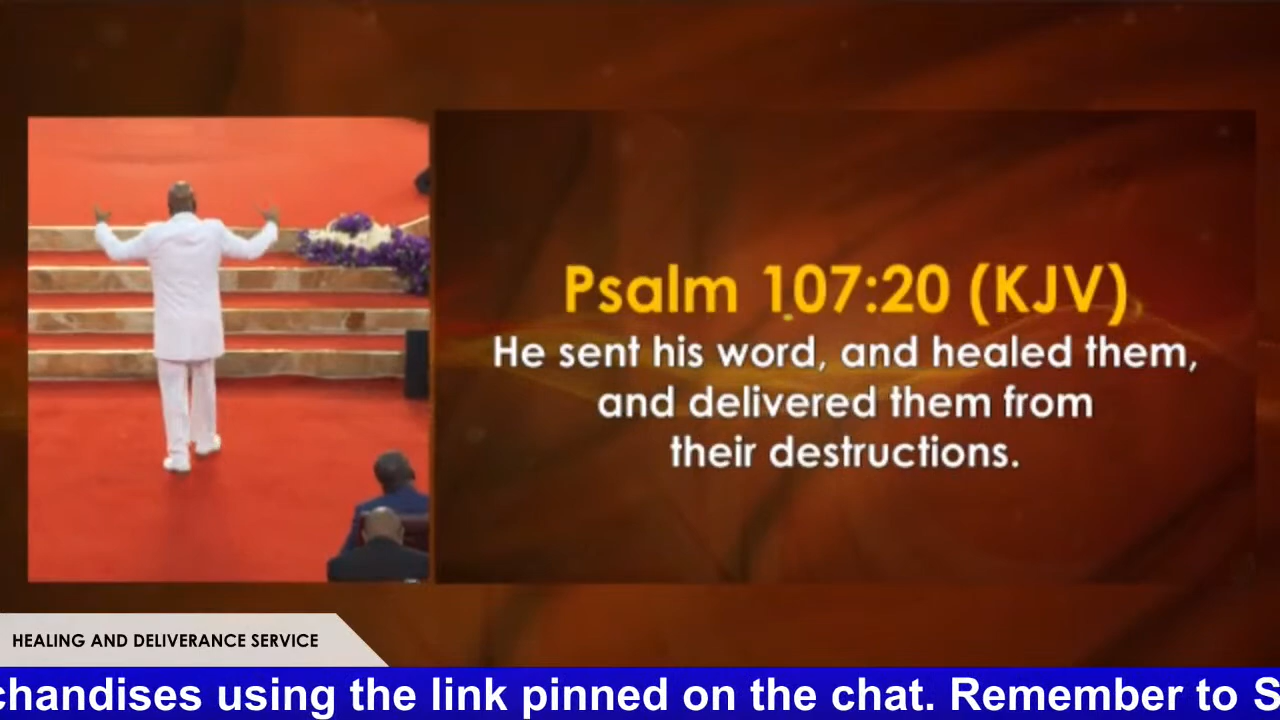 Psalm 107:20 (KJV)
He sent his word, and healed them,
and delivered them from
their destructions.
HEALING AND DELIVERANCE SERVICE
chandises using the link pinned on the chat. Remember to S